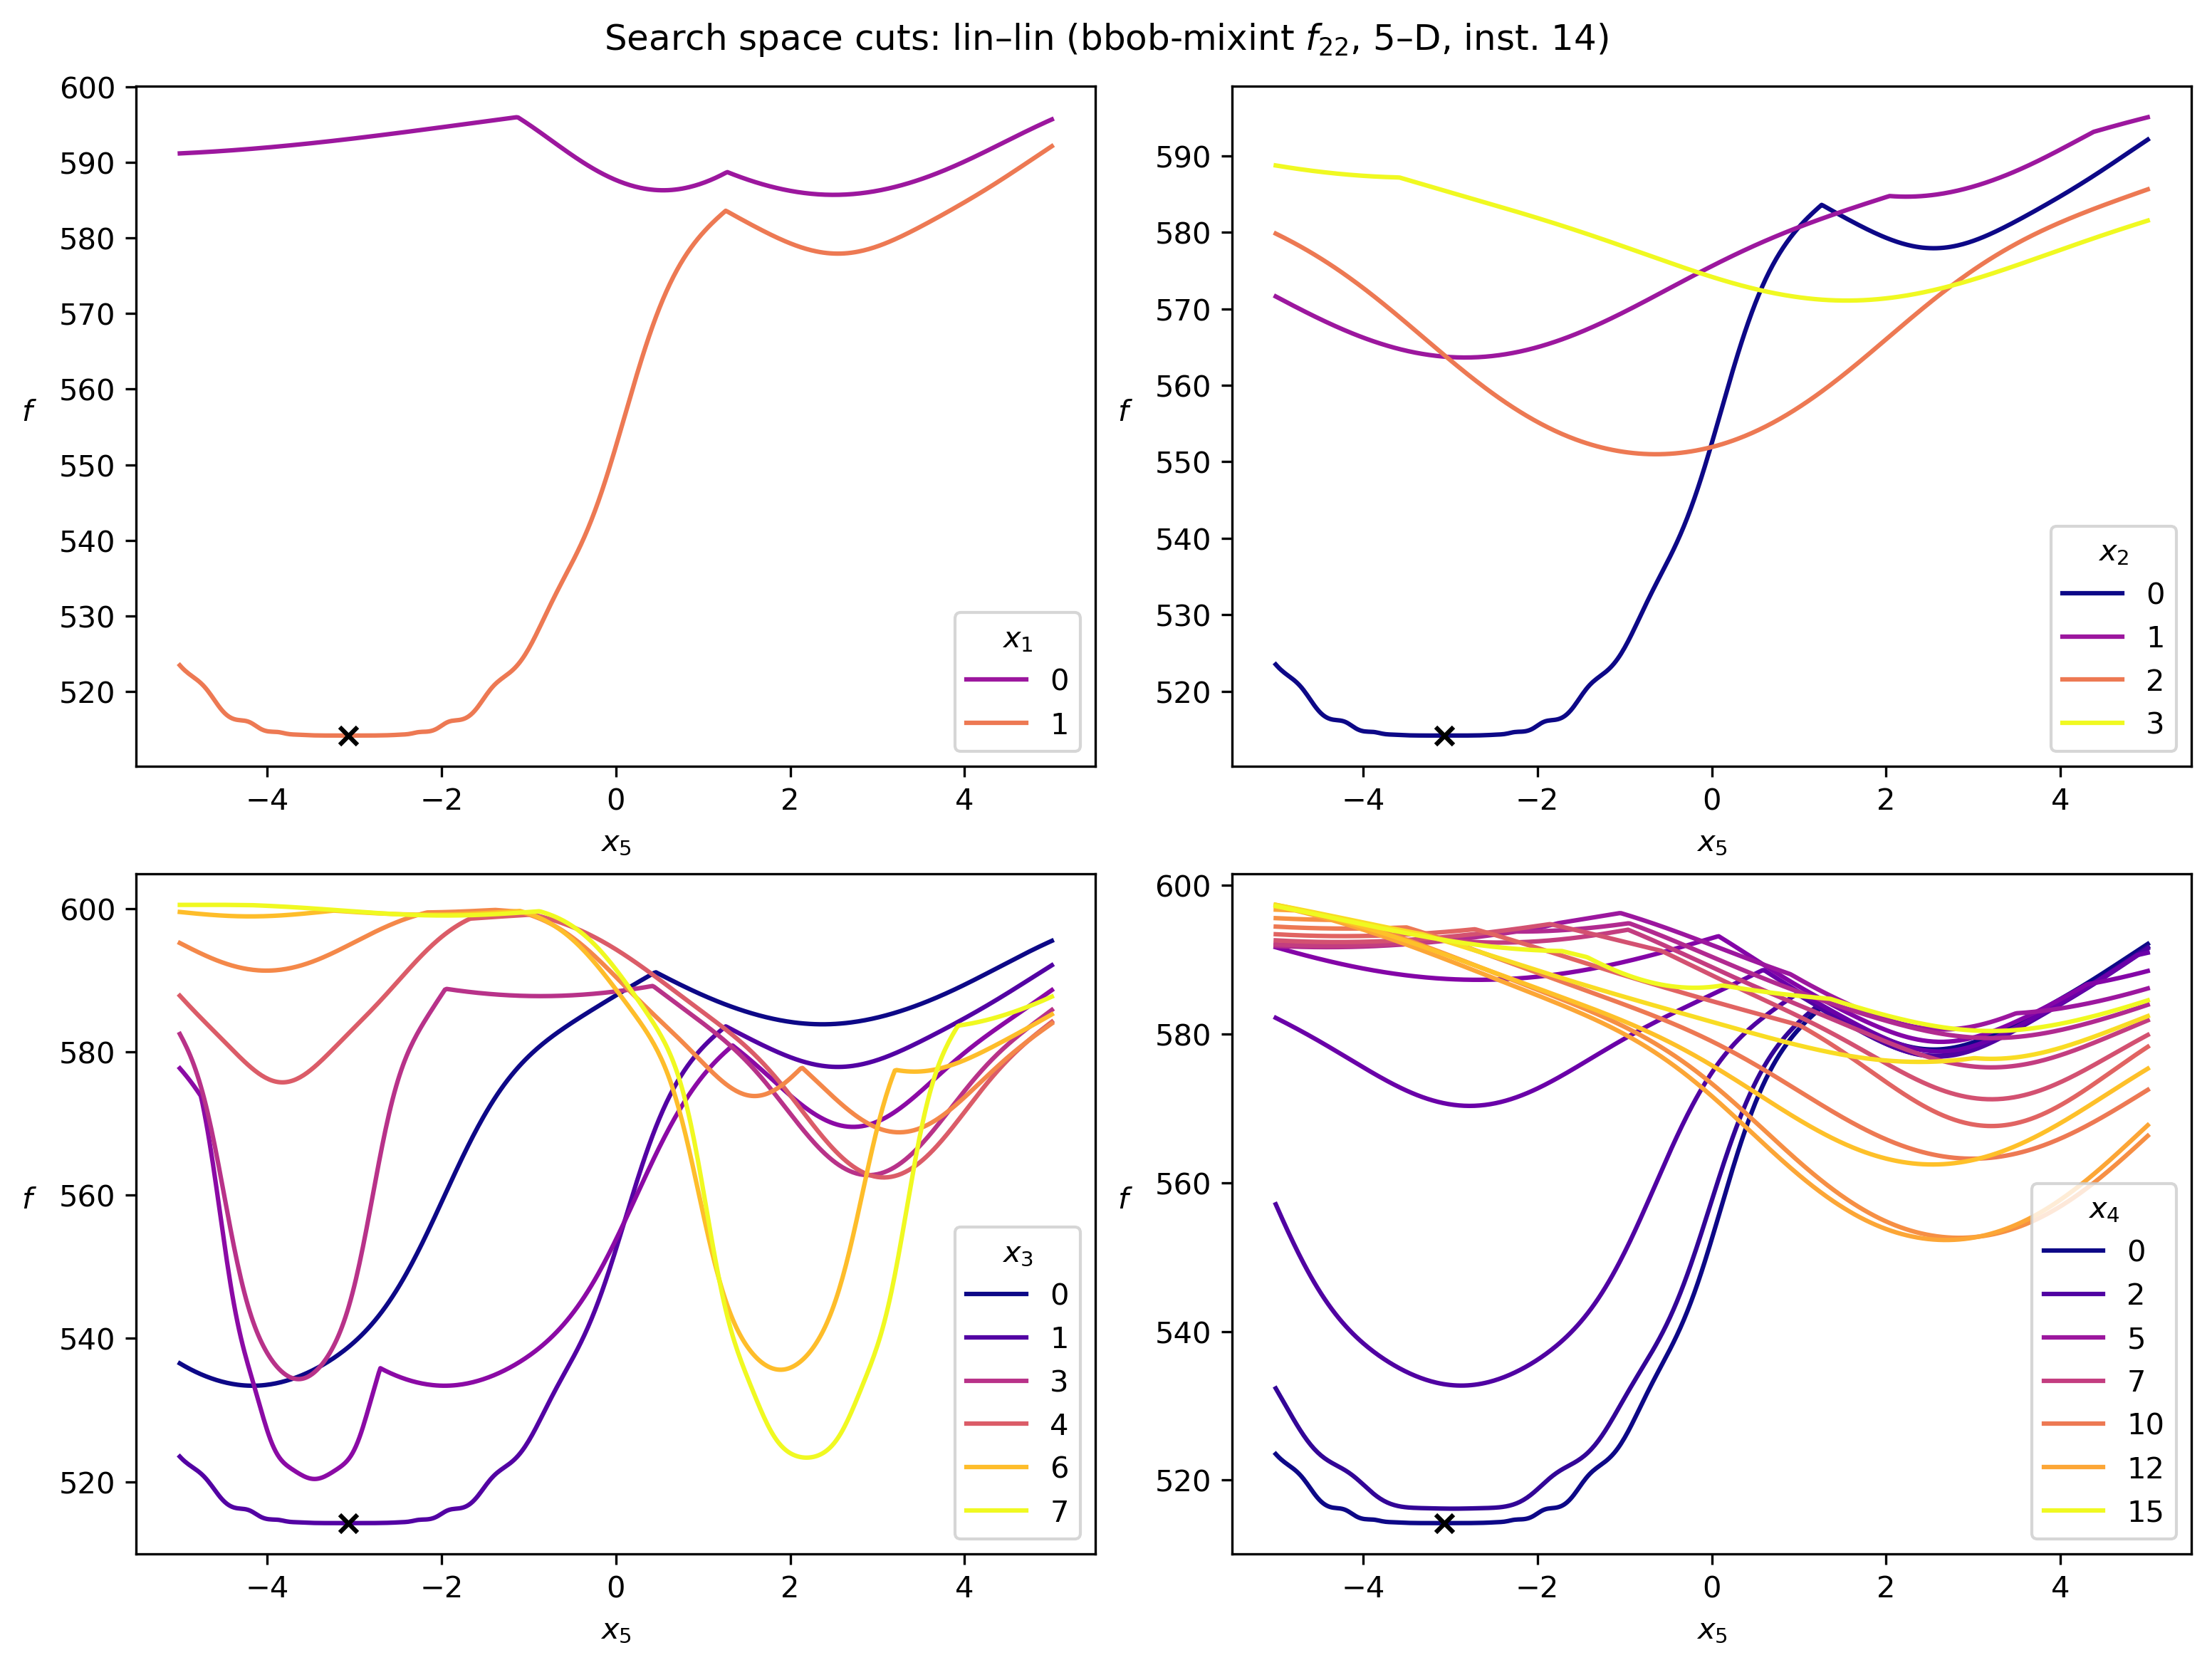 Search space cuts: lin–lin (bbob-mixint f₂₂, 5–D, inst. 14)
600
590
580
570
560
550
540
530
520
f
−4 −2 0 2 4
x₅
x₁
0
1
590
580
570
560
550
540
530
520
f
−4 −2 0 2 4
x₅
x₂
0
1
2
3
600
580
560
540
520
f
−4 −2 0 2 4
x₅
x₃
0
1
3
4
6
7
600
580
560
540
520
f
−4 −2 0 2 4
x₅
x₄
0
2
5
7
10
12
15